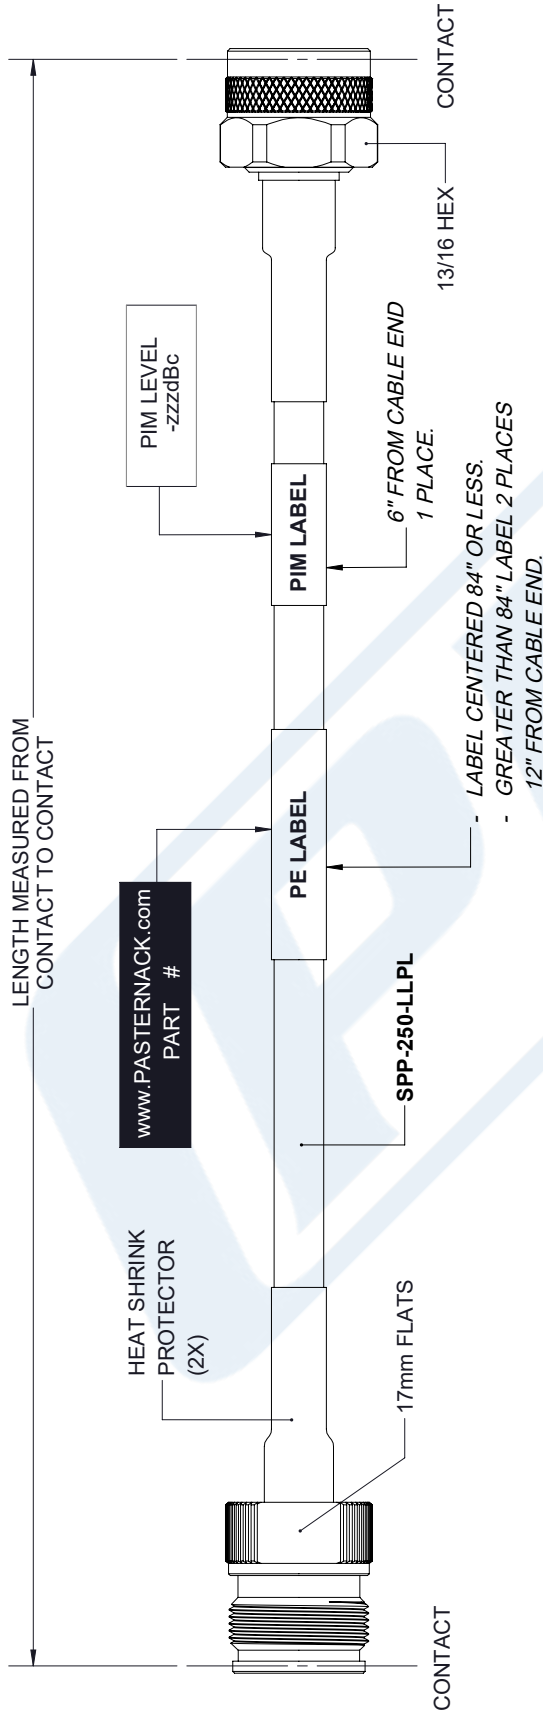 LENGTH MEASURED FROM
CONTACT TO CONTACT
HEAT SHRINK
PROTECTOR
(2X)
www.PASTERNACK.com
PART #
PIM LEVEL
-zzzdBc
PE LABEL
PIM LABEL
CONTACT
17mm FLATS
SPP-250-LLPL
- LABEL CENTERED 84" OR LESS.
- GREATER THAN 84" LABEL 2 PLACES
12" FROM CABLE END.
6" FROM CABLE END
1 PLACE.
13/16 HEX
CONTACT